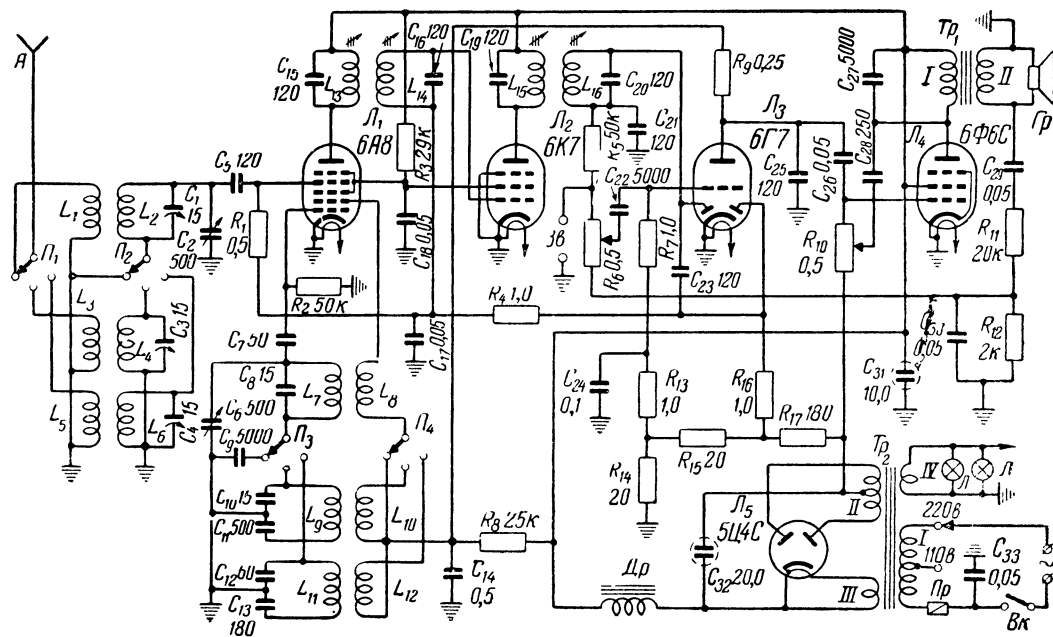 А
C15
120
L13
C16 120
L14
C19 120
L15
L16
C20 120
C21
120
R9 0,25
C27 5000
Тр1
I
II
Гр
Л1
6А8
R3 29к
Л2
6К7
R5 50к
C22 5000
Л3
6Г7
C25
120
C26 0,05
C28 250
Л4
6Ф6С
C29
0,05
C5 120
L1
L2
C1
15
C2
500
R1
0,5
C18 0,05
Зв
R6 0,5
R7 1,0
C23 120
R10
0,5
R11
20к
П1
П2
L3
L4
C3 15
R2 50к
R4 1,0
C17 0,05
C53
0,05
R12
2к
C31
10,0
L5
L6
C4 15
C7 50
C8 15
L7
L8
C6 500
C9 5000
П3
П4
C24
0,1
R13
1,0
R16
1,0
R17 180
R15 20
R14
20
C10 15
C11 500
L9
L10
R8 25к
Л5
5Ц4С
Тр2
II
III
IV
Л
Л
220в
I
110в
C33
0,05
Пр
Вк
C12 60
C13
180
L11
L12
C14
0,5
Др
C32 20,0